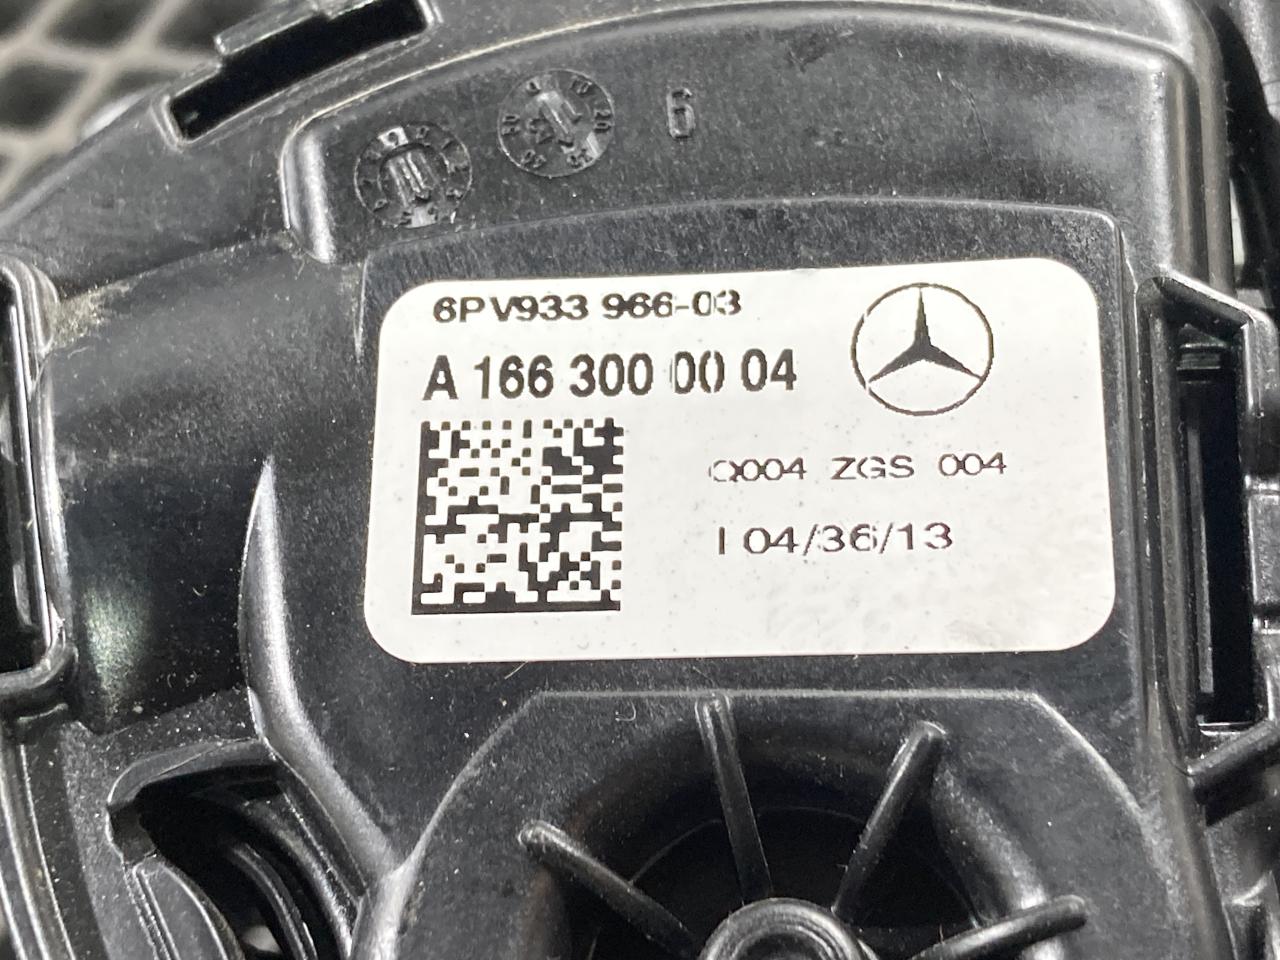 6
6PV933 966-03
A 166 300 00 04
Q004 ZGS 004
I 04/36/13